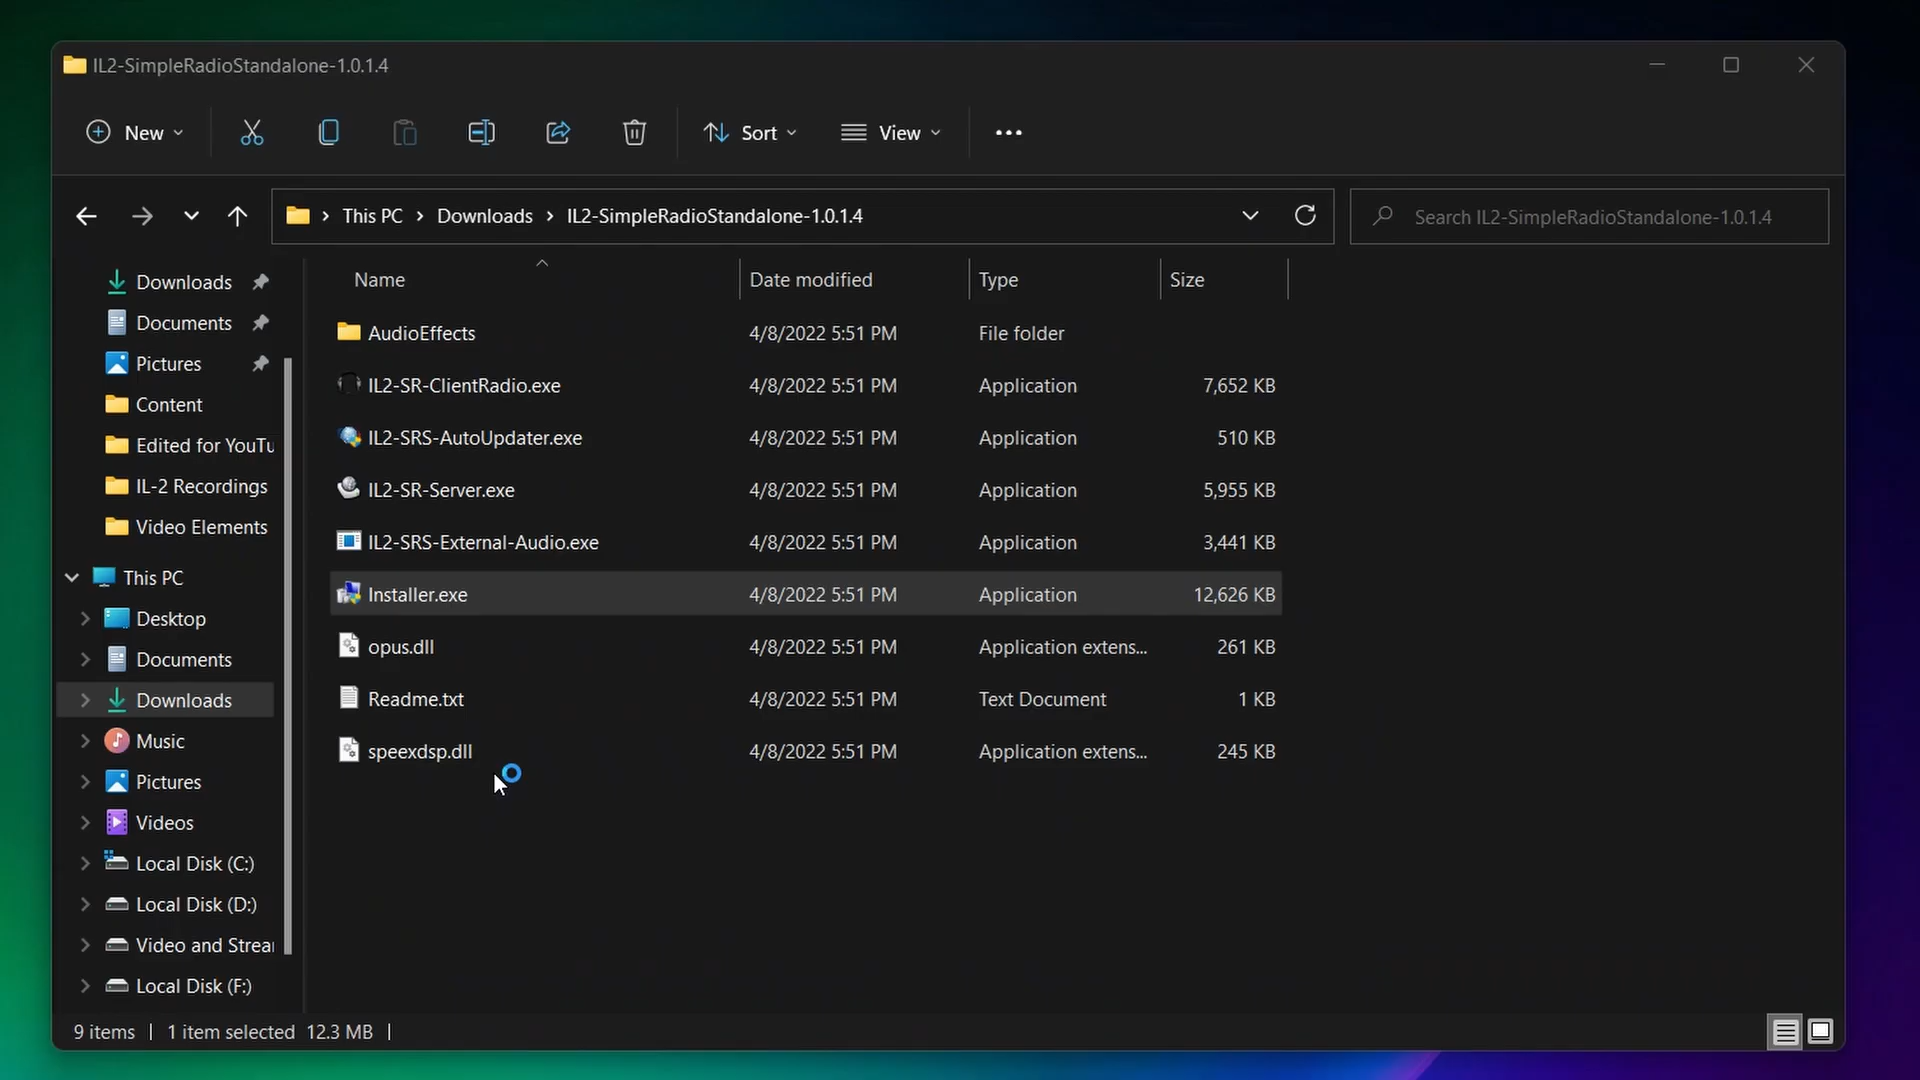 IL2-SimpleRadioStandalone-1.0.1.4
New Sort View
This PC Downloads IL2-SimpleRadioStandalone-1.0.1.4 Search IL2-SimpleRadioStandalone-1.0.1.4
Downloads
Documents
Pictures
Content
Edited for YouTu
IL-2 Recordings
Video Elements
This PC
Desktop
Documents
Downloads
Music
Pictures
Videos
Local Disk (C:)
Local Disk (D:)
Video and Strear
Local Disk (F:)
Name Date modified Type Size
AudioEffects 4/8/2022 5:51 PM File folder
IL2-SR-ClientRadio.exe 4/8/2022 5:51 PM Application 7,652 KB
IL2-SRS-AutoUpdater.exe 4/8/2022 5:51 PM Application 510 KB
IL2-SR-Server.exe 4/8/2022 5:51 PM Application 5,955 KB
IL2-SRS-External-Audio.exe 4/8/2022 5:51 PM Application 3,441 KB
Installer.exe 4/8/2022 5:51 PM Application 12,626 KB
opus.dll 4/8/2022 5:51 PM Application extens... 261 KB
Readme.txt 4/8/2022 5:51 PM Text Document 1 KB
speexdsp.dll 4/8/2022 5:51 PM Application extens... 245 KB
9 items 1 item selected 12.3 MB